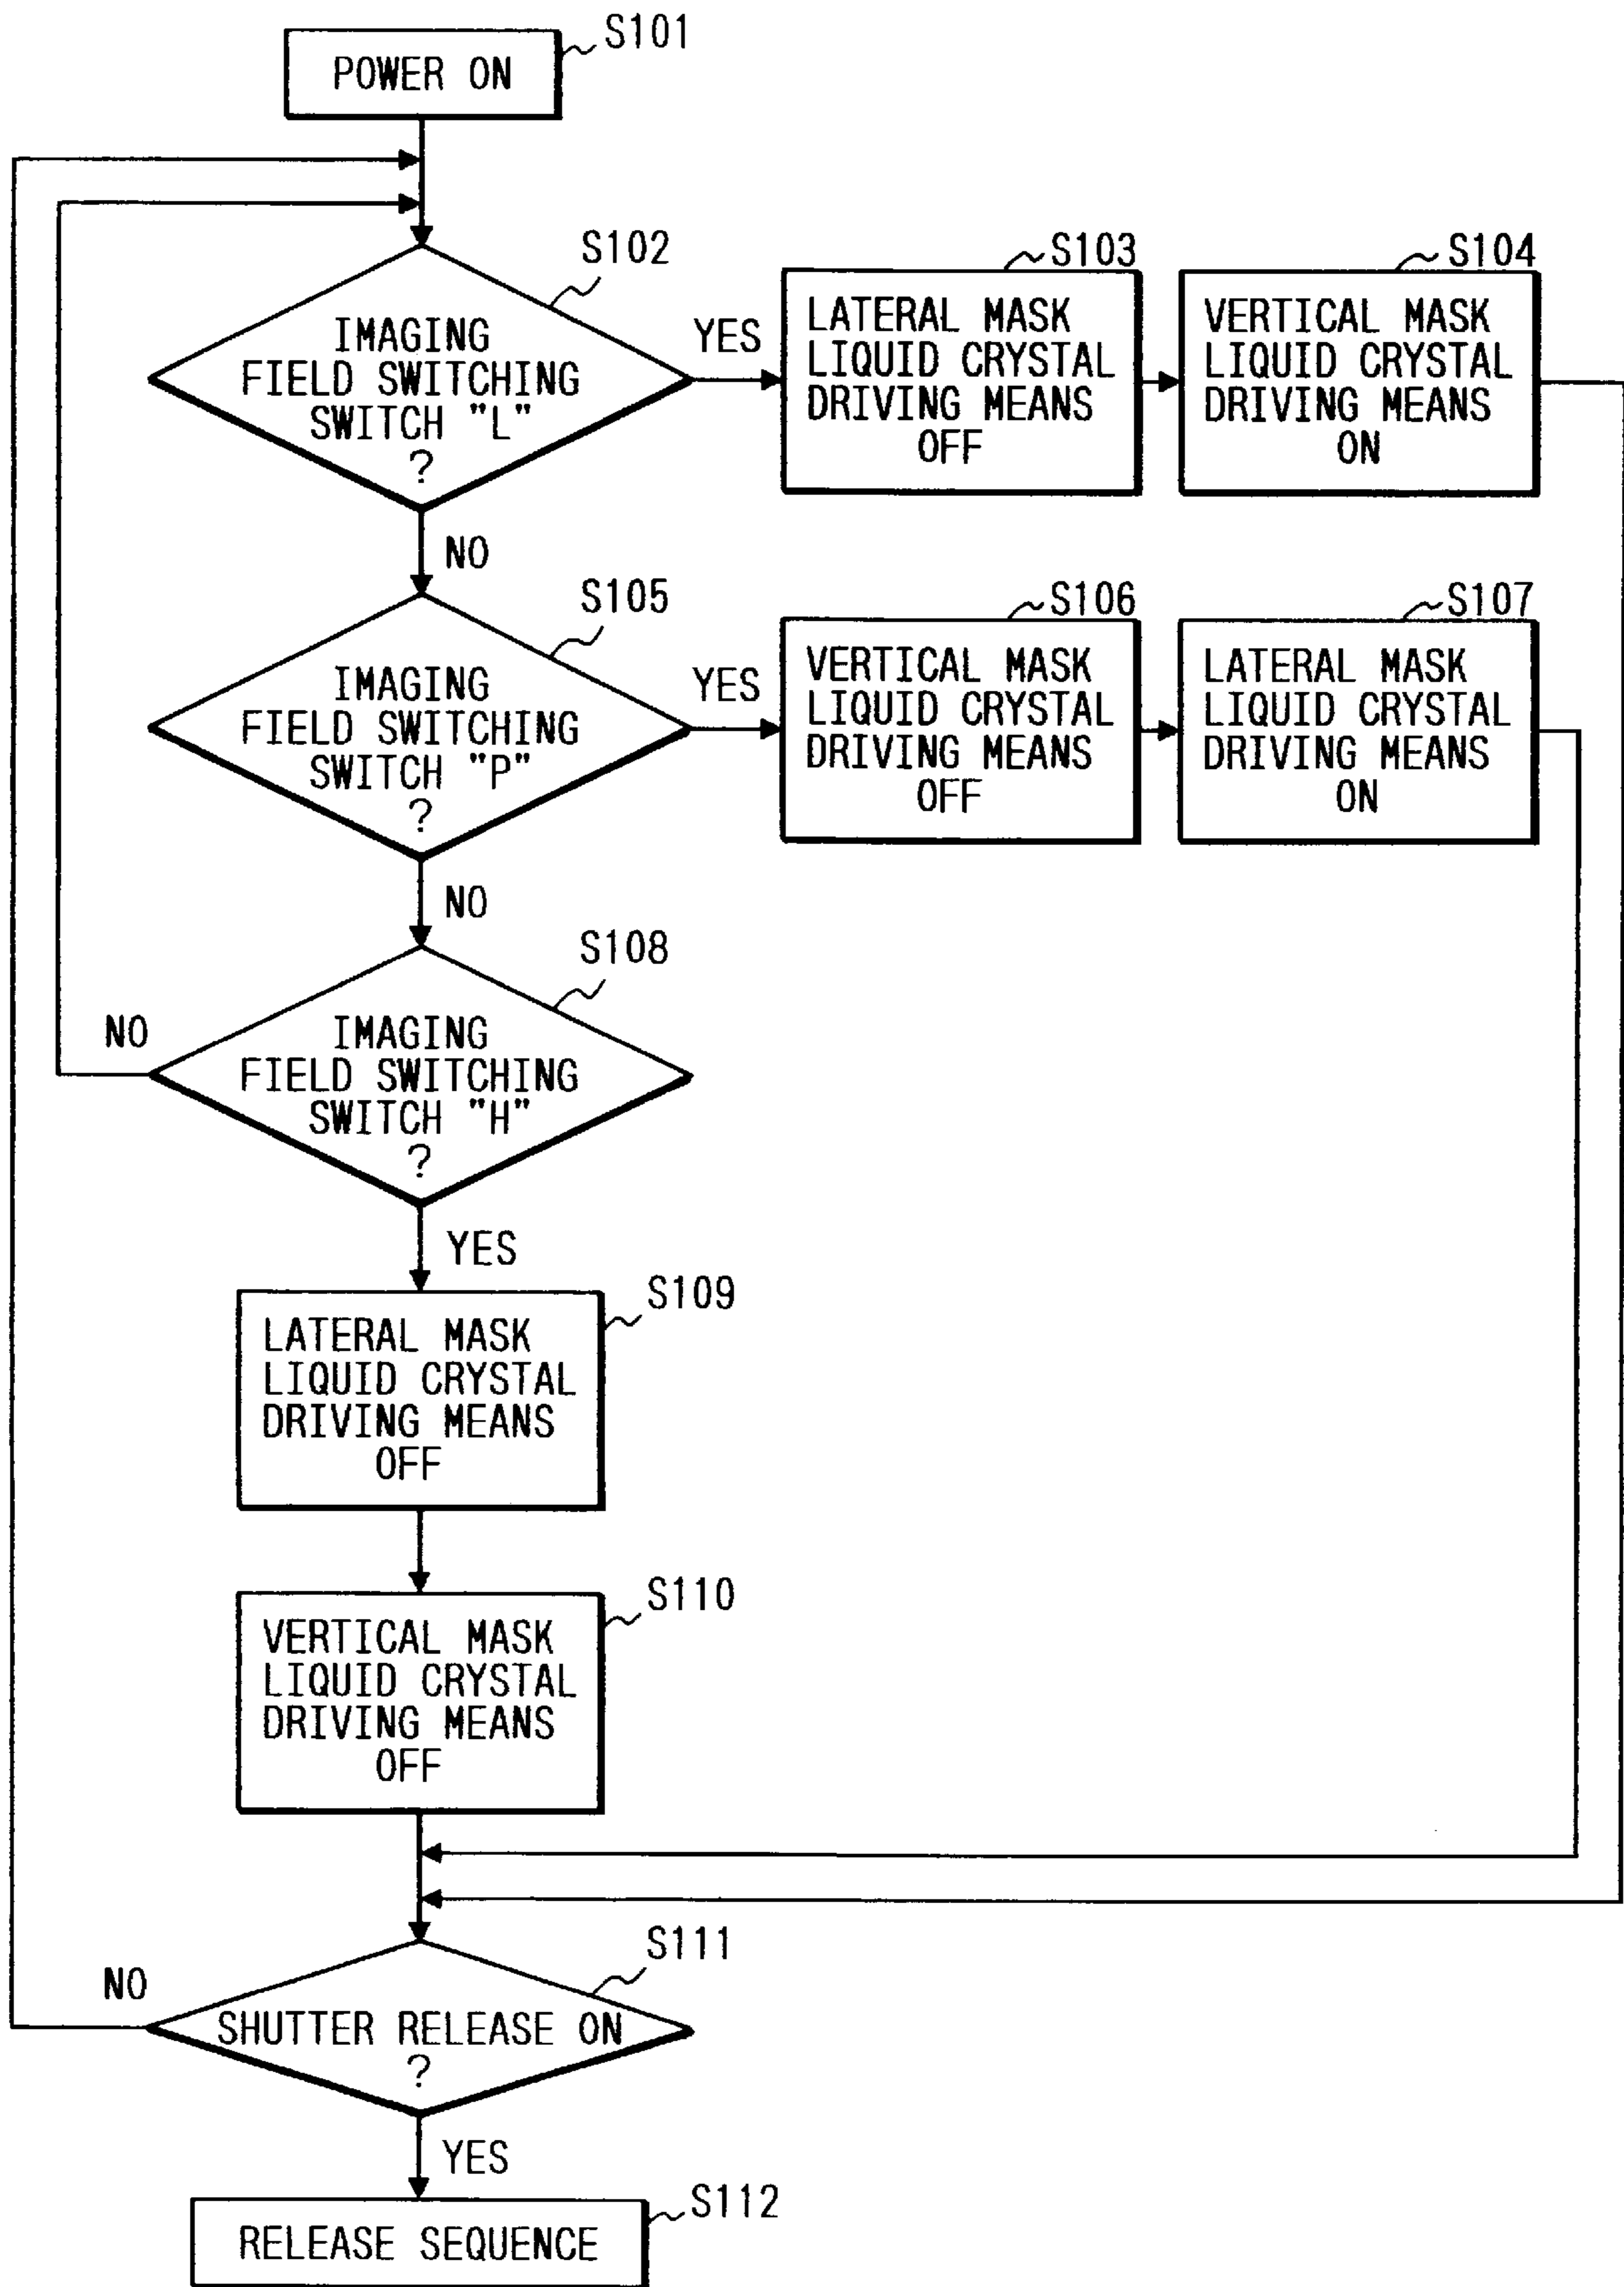 S101
POWER ON
S102
IMAGING
FIELD SWITCHING
SWITCH "L"
?
YES
S103
LATERAL MASK
LIQUID CRYSTAL
DRIVING MEANS
OFF
S104
VERTICAL MASK
LIQUID CRYSTAL
DRIVING MEANS
ON
NO
S105
IMAGING
FIELD SWITCHING
SWITCH "P"
?
YES
S106
VERTICAL MASK
LIQUID CRYSTAL
DRIVING MEANS
OFF
S107
LATERAL MASK
LIQUID CRYSTAL
DRIVING MEANS
ON
NO
S108
IMAGING
FIELD SWITCHING
SWITCH "H"
?
NO
YES
S109
LATERAL MASK
LIQUID CRYSTAL
DRIVING MEANS
OFF
S110
VERTICAL MASK
LIQUID CRYSTAL
DRIVING MEANS
OFF
S111
NO
SHUTTER RELEASE ON
?
YES
S112
RELEASE SEQUENCE